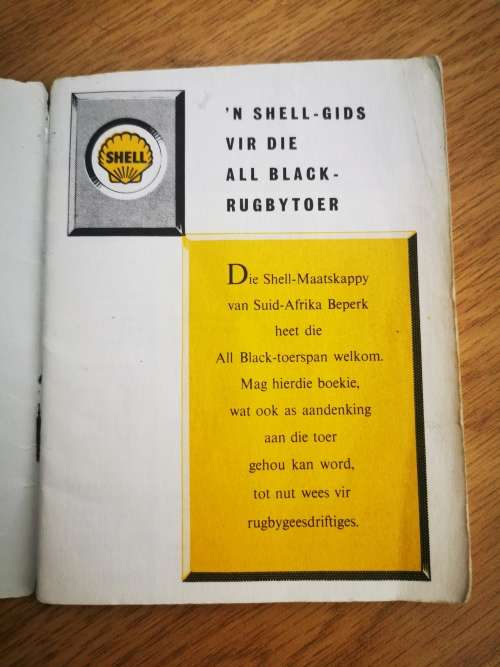 SHELL
'N SHELL-GIDS
VIR DIE
ALL BLACK-
RUGBYTOER
Die Shell-Maatskappy
van Suid-Afrika Beperk
heet die
All Black-toerspan welkom.
Mag hierdie boekie,
wat ook as aandenking
aan die toer
gehou kan word,
tot nut wees vir
rugbygeesdriftiges.